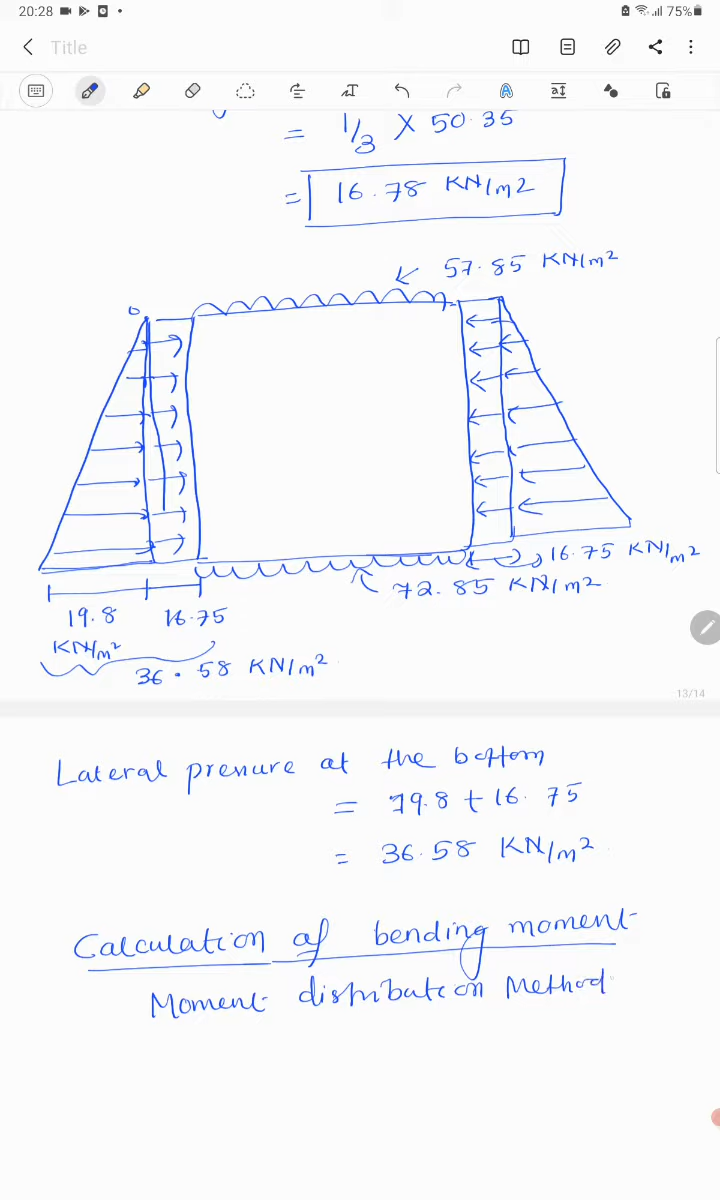 20:28 75%
Title
= 1/3 X 50.35
= 16.78 KN/m2
57.85 KN/m²
0
16.75 KN/m²
72.85 KN/m²
19.8 16.75
KN/m²
36.58 KN/m²
13/14
Lateral prenure at the bottom
= 19.8 + 16.75
= 36.58 KN/m²
Calculation of bending moment
Moment distribution Method